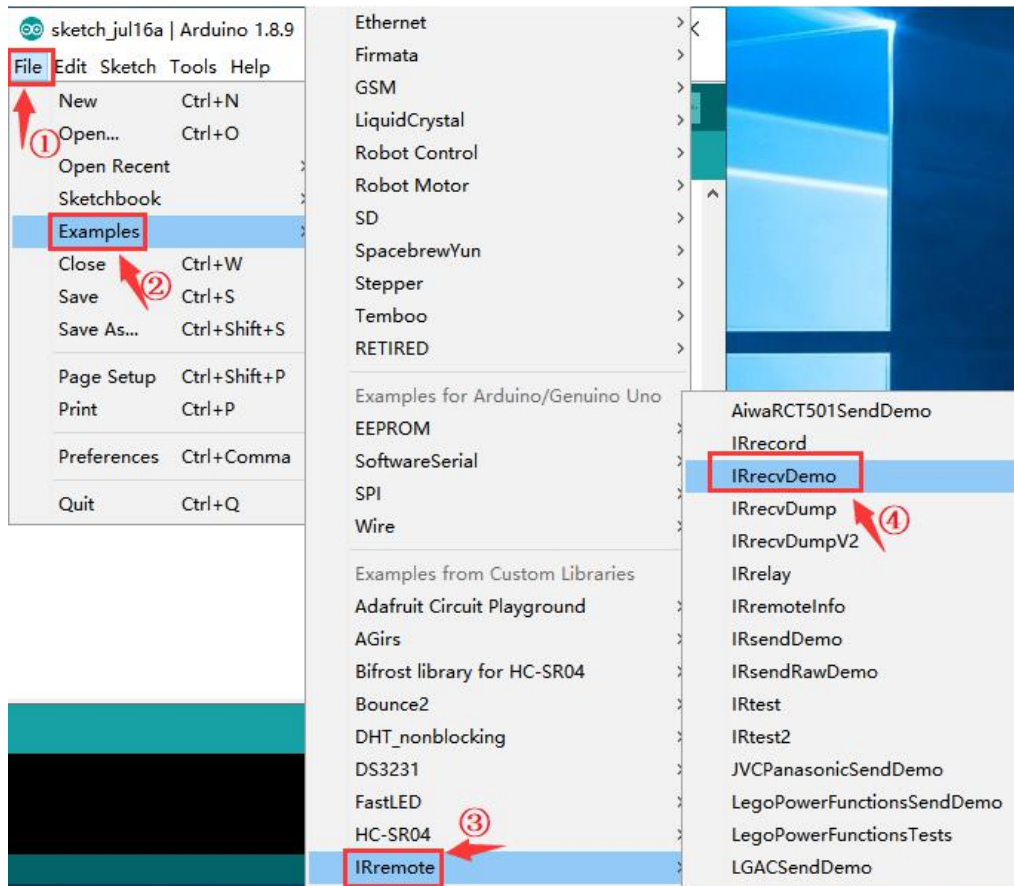 sketch_jul16a | Arduino 1.8.9
File Edit Sketch Tools Help
①
New Ctrl+N
Open... Ctrl+O
Open Recent
Sketchbook
Examples
②
Close Ctrl+W
Save Ctrl+S
Save As... Ctrl+Shift+S
Page Setup Ctrl+Shift+P
Print Ctrl+P
Preferences Ctrl+Comma
Quit Ctrl+Q
Ethernet
Firmata
GSM
LiquidCrystal
Robot Control
Robot Motor
SD
SpacebrewYun
Stepper
Temboo
RETIRED
Examples for Arduino/Genuino Uno
EEPROM
SoftwareSerial
SPI
Wire
Examples from Custom Libraries
Adafruit Circuit Playground
AGirs
Bifrost library for HC-SR04
Bounce2
DHT_nonblocking
DS3231
FastLED
HC-SR04
③
IRremote
AiwaRCT501SendDemo
IRrecord
IRrecvDemo
④
IRrecvDump
IRrecvDumpV2
IRrelay
IRremoteInfo
IRsendDemo
IRsendRawDemo
IRtest
IRtest2
JVCPanasonicSendDemo
LegoPowerFunctionsSendDemo
LegoPowerFunctionsTests
LGACSendDemo